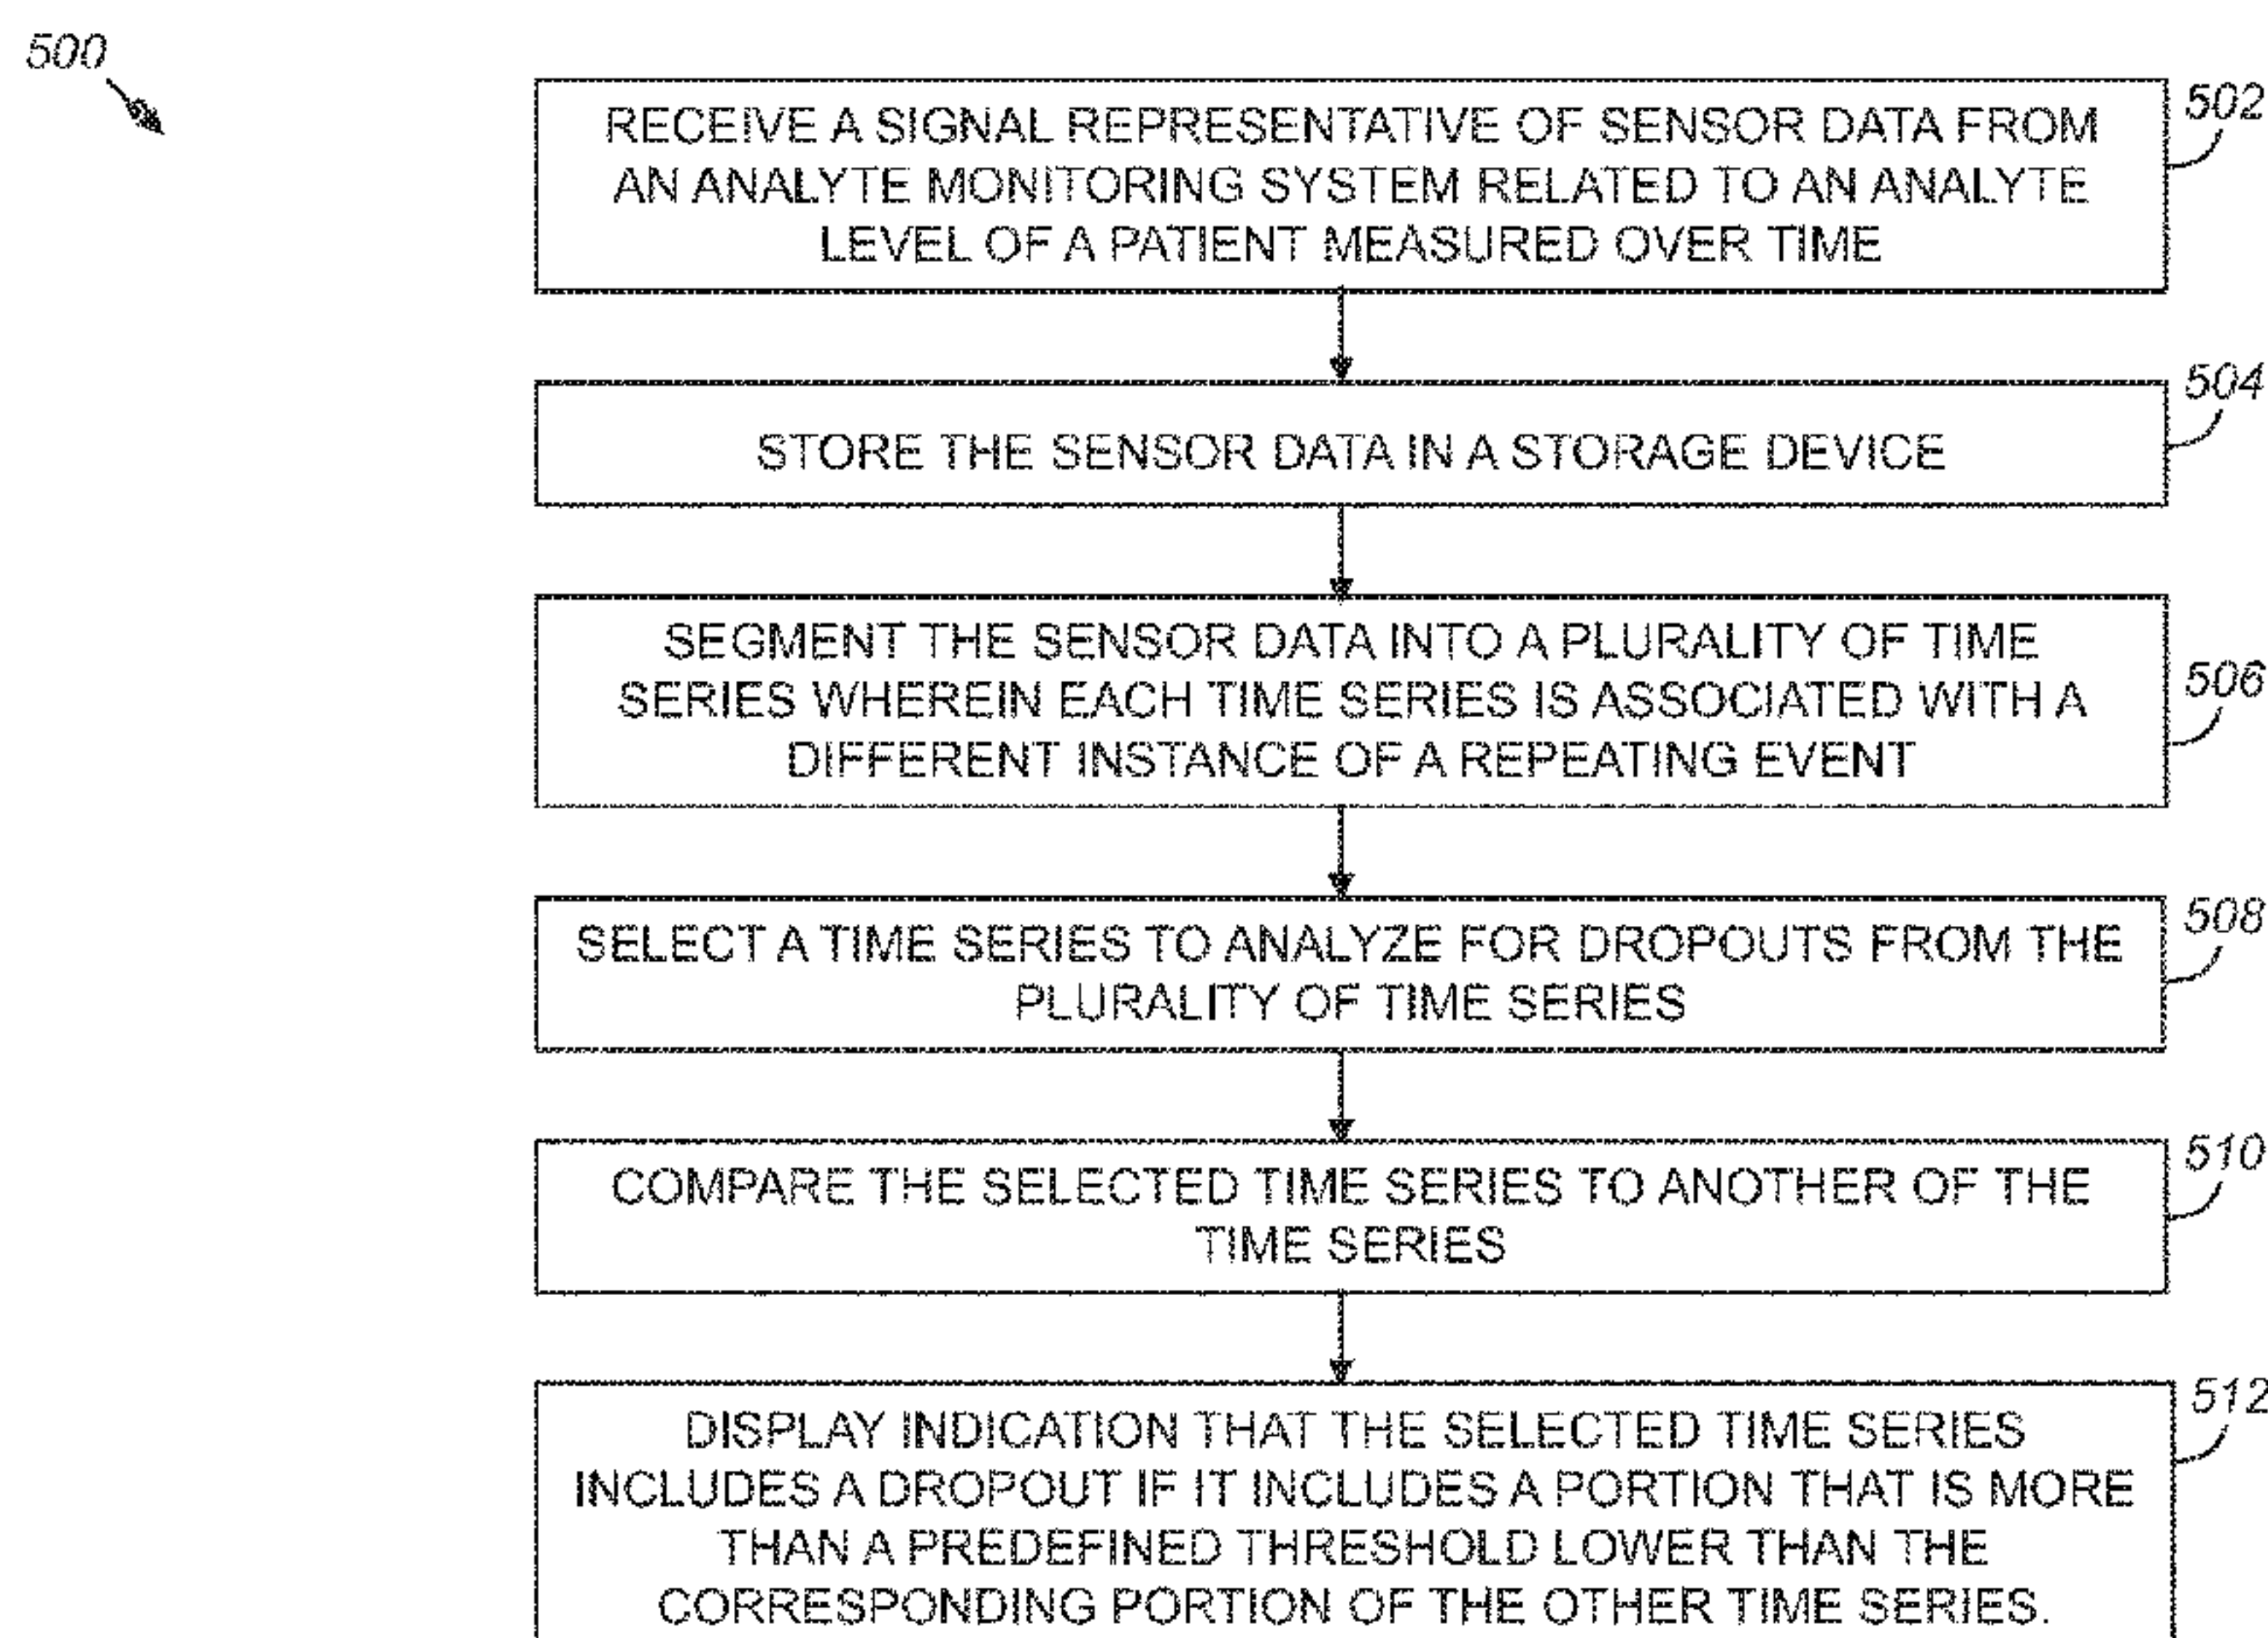 500
RECEIVE A SIGNAL REPRESENTATIVE OF SENSOR DATA FROM
AN ANALYTE MONITORING SYSTEM RELATED TO AN ANALYTE
LEVEL OF A PATIENT MEASURED OVER TIME
502
STORE THE SENSOR DATA IN A STORAGE DEVICE
504
SEGMENT THE SENSOR DATA INTO A PLURALITY OF TIME
SERIES WHEREIN EACH TIME SERIES IS ASSOCIATED WITH A
DIFFERENT INSTANCE OF A REPEATING EVENT
506
SELECT A TIME SERIES TO ANALYZE FOR DROPOUTS FROM THE
PLURALITY OF TIME SERIES
508
COMPARE THE SELECTED TIME SERIES TO ANOTHER OF THE
TIME SERIES
510
DISPLAY INDICATION THAT THE SELECTED TIME SERIES
INCLUDES A DROPOUT IF IT INCLUDES A PORTION THAT IS MORE
THAN A PREDEFINED THRESHOLD LOWER THAN THE
CORRESPONDING PORTION OF THE OTHER TIME SERIES.
512